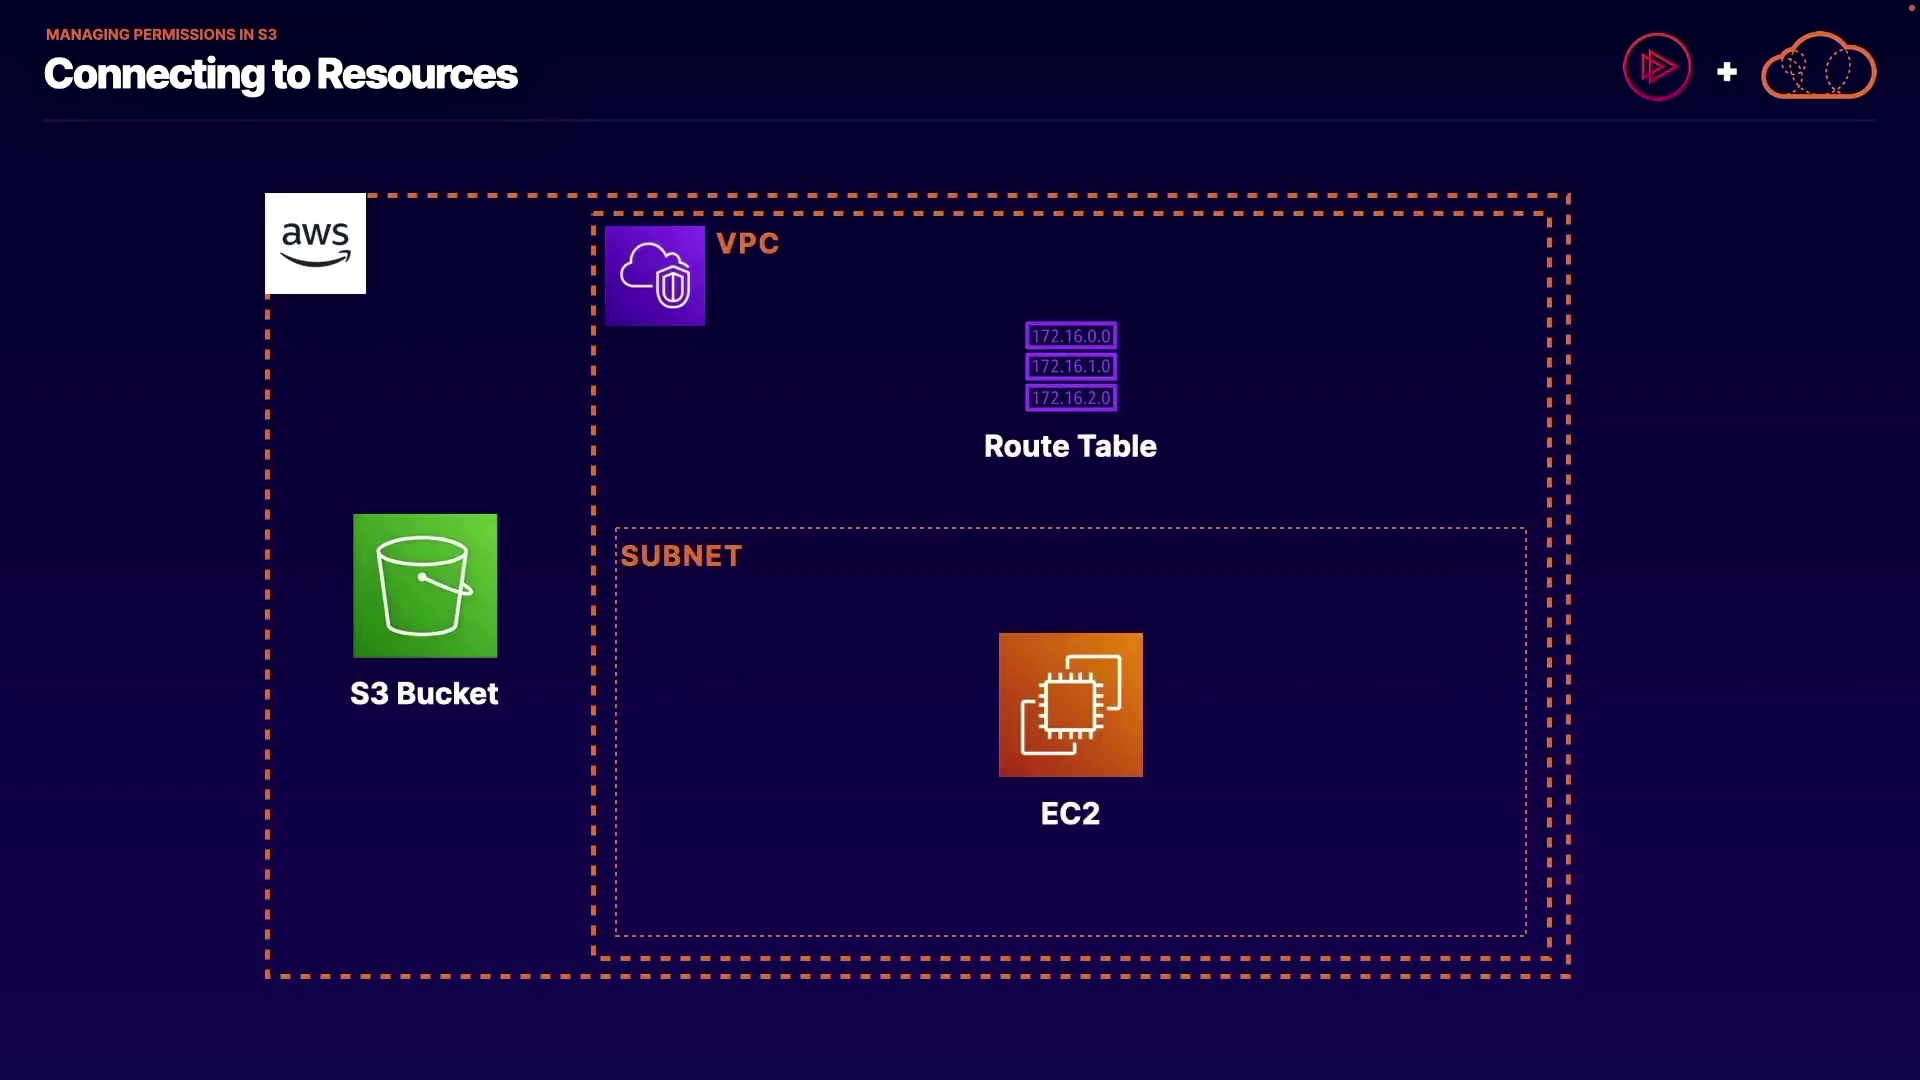 MANAGING PERMISSIONS IN S3
Connecting to Resources
aws
VPC
172.16.0.0
172.16.1.0
172.16.2.0
Route Table
SUBNET
S3 Bucket
EC2